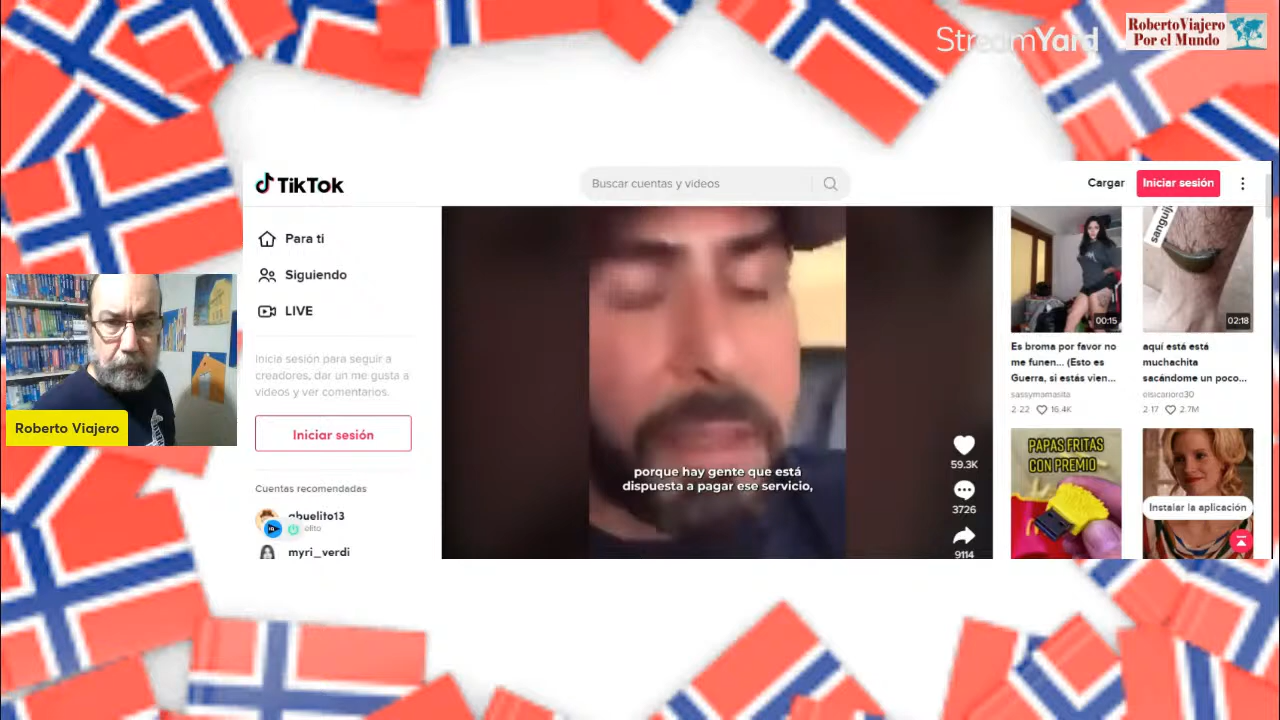 StreamYard
RobertoViajero
Por el Mundo
TikTok
Buscar cuentas y videos
Cargar
Iniciar sesión
Para ti
Siguiendo
LIVE
Inicia sesión para seguir a
creadores, dar un me gusta a
videos y ver comentarios.
Iniciar sesión
Cuentas recomendadas
abuelito13
elito
myri_verdi
Roberto Viajero
porque hay gente que está
dispuesta a pagar ese servicio,
59.3K
3726
9114
00:15
Es broma por favor no
me funen... (Esto es
Guerra, si estás vien...
sassymamasita
2-22 16.4K
02:18
aquí está está
muchachita
sacándome un poco...
2-17 2.7M
PAPAS FRITAS
CON PREMIO
Instalar la aplicación